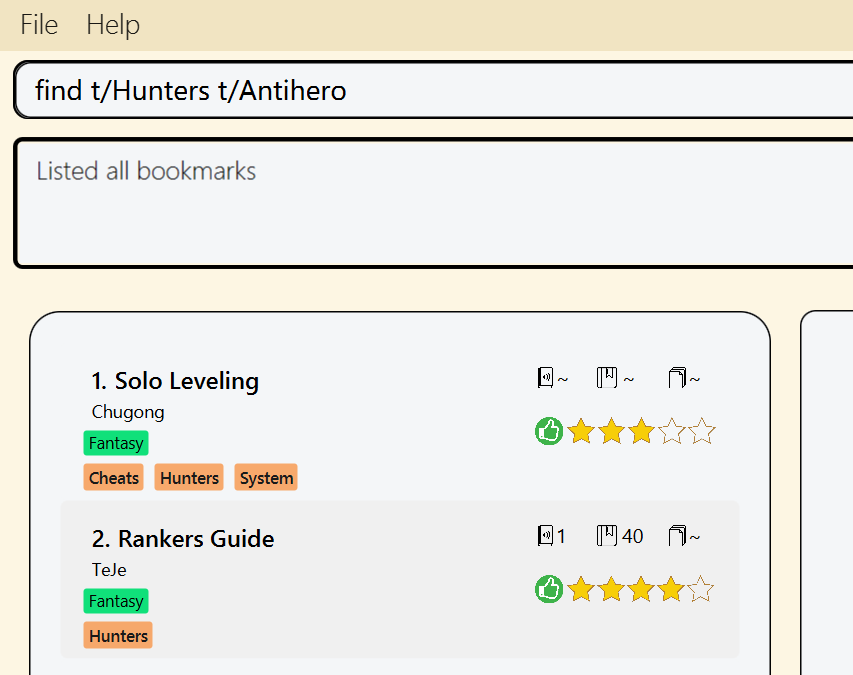 File Help
find t/Hunters t/Antihero
Listed all bookmarks
1. Solo Leveling ~ ~ ~
Chugong
Fantasy
Cheats Hunters System
2. Rankers Guide 1 40 ~
TeJe
Fantasy
Hunters